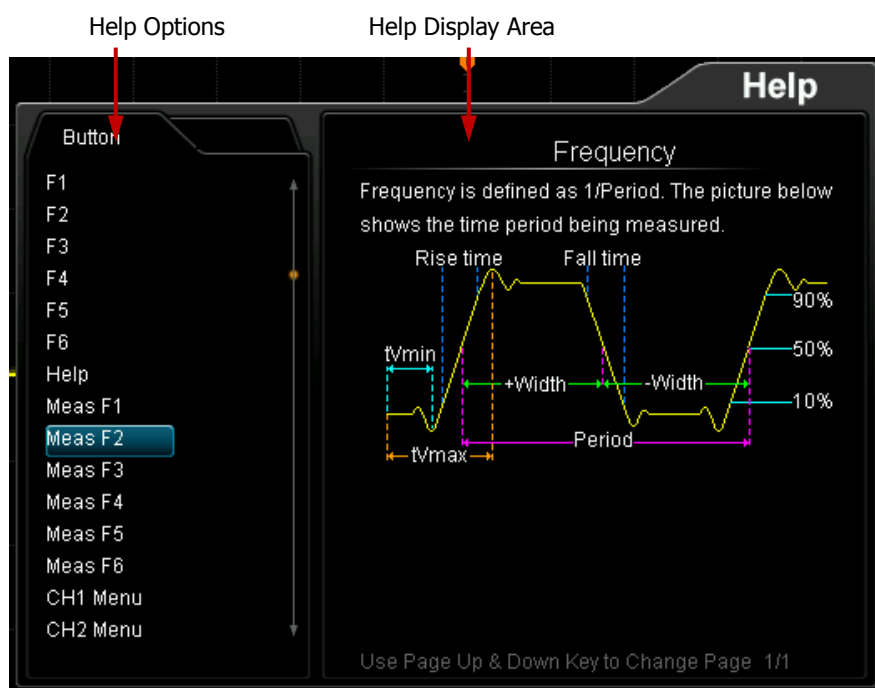 Help Options
Help Display Area
Help
Button
F1
F2
F3
F4
F5
F6
Help
Meas F1
Meas F2
Meas F3
Meas F4
Meas F5
Meas F6
CH1 Menu
CH2 Menu
Frequency
Frequency is defined as 1/Period. The picture below
shows the time period being measured.
Rise time
Fall time
90%
tVmin
50%
+Width
-Width
10%
Period
tVmax
Use Page Up & Down Key to Change Page 1/1